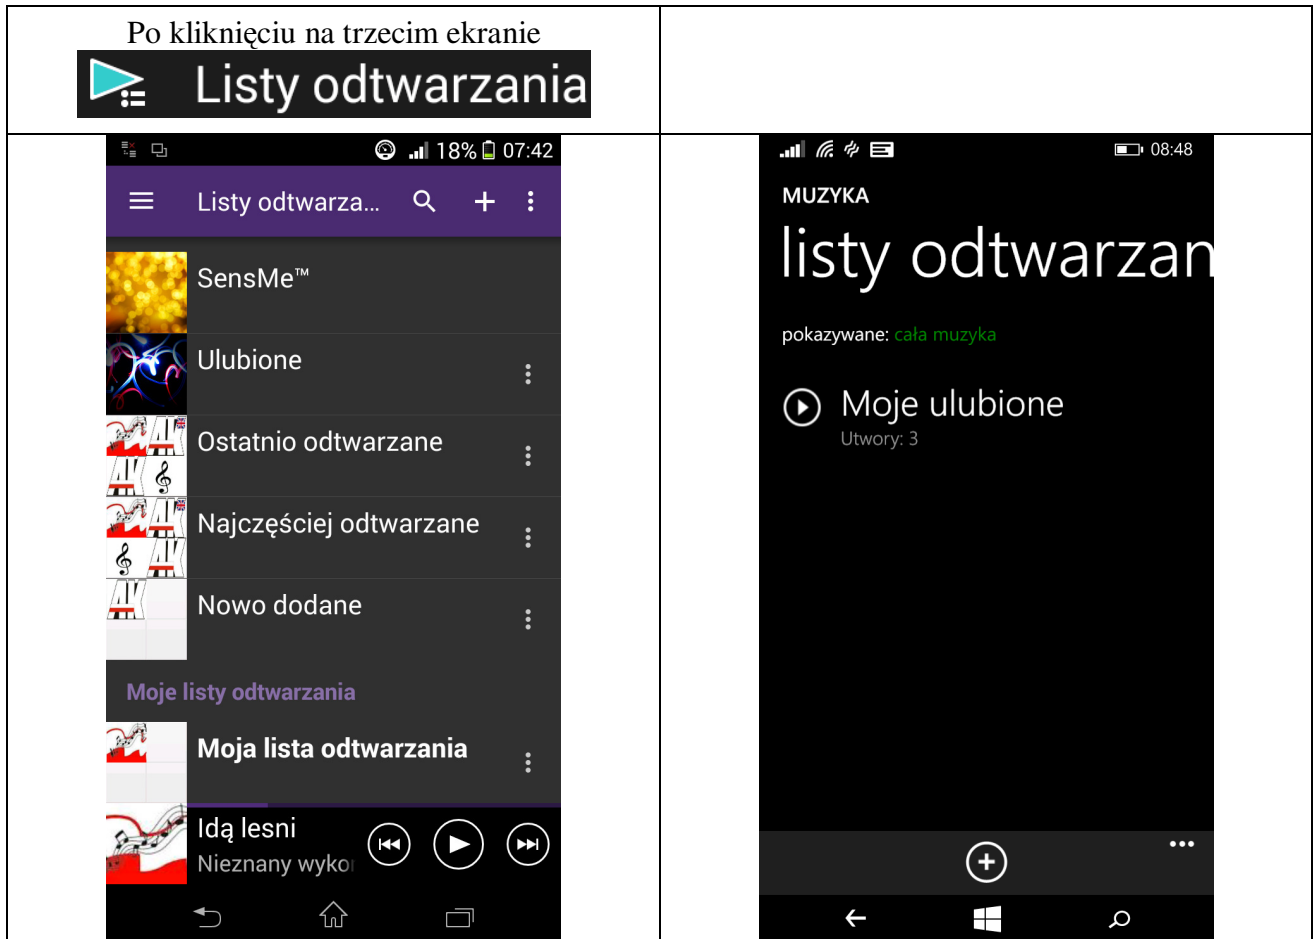 Po kliknięciu na trzecim ekranie
Listy odtwarzania
18% 07:42
Listy odtwarza...
SensMe™
Ulubione
Ostatnio odtwarzane
Najczęściej odtwarzane
Nowo dodane
Moje listy odtwarzania
Moja lista odtwarzania
Idą lesni
Nieznany wykon
08:48
MUZYKA
listy odtwarzan
pokazywane: cała muzyka
Moje ulubione
Utwory: 3